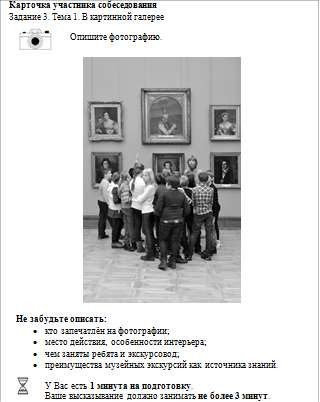 Карточка участника собеседования
Задание 3. Тема 1. В картинной галерее
Опишите фотографию.
Не забудьте описать:
• кто запечатлён на фотографии;
• место действия, особенности интерьера;
• чем заняты ребята и экскурсовод;
• преимущества музейных экскурсий как источника знаний.
У Вас есть 1 минута на подготовку.
Ваше высказывание должно занимать не более 3 минут.